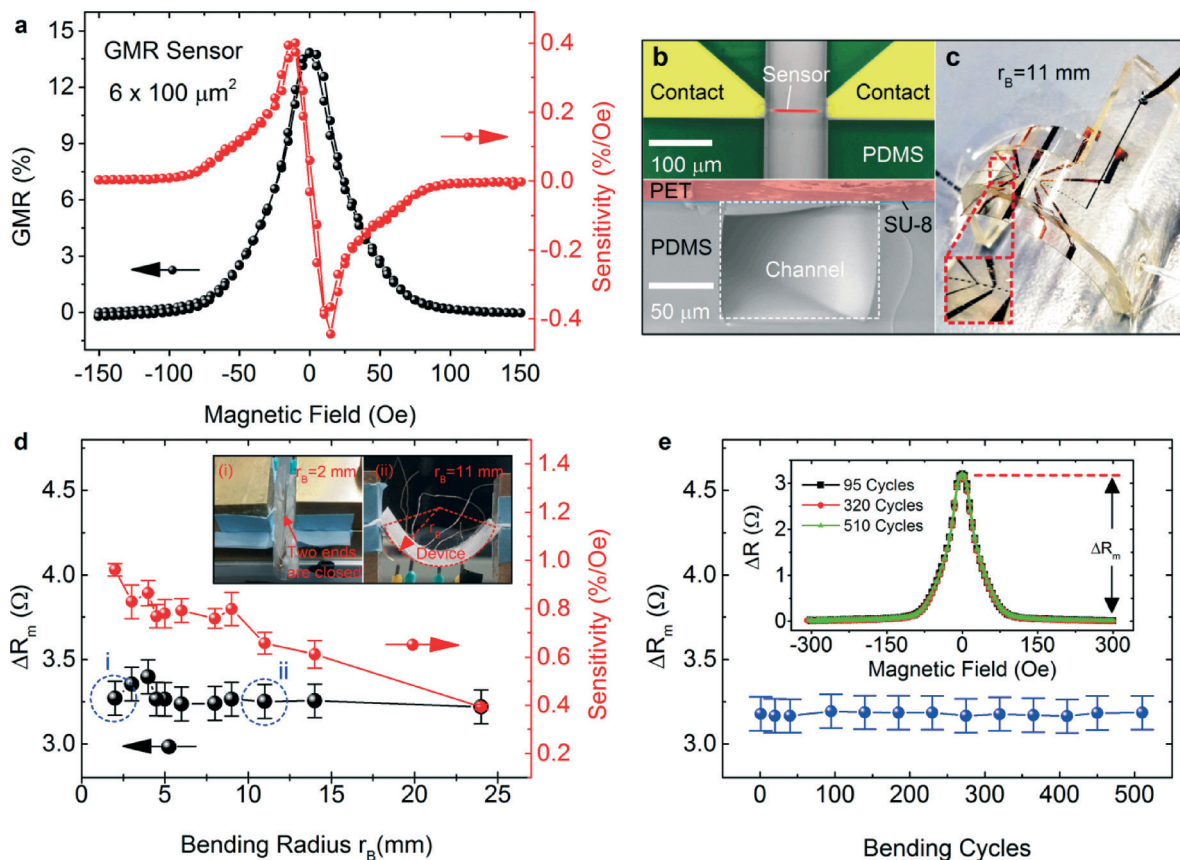 a
GMR Sensor
6 x 100 μm²
GMR (%)
15
12
9
6
3
0
0.4
0.2
0.0
-0.2
-0.4
Sensitivity (%/Oe)
-150 -100 -50 0 50 100 150
Magnetic Field (Oe)
b
Sensor
Contact
Contact
100 μm
PDMS
PET
SU-8
PDMS
Channel
50 μm
c
r_B=11 mm
d
4.5
4.0
3.5
3.0
ΔR_m (Ω)
(i)
r_B=2 mm
Two ends
are closed
(ii)
r_B=11 mm
r_B
Device
i
ii
1.4
1.2
1.0
0.8
0.6
0.4
0.2
Sensitivity (%/Oe)
0 5 10 15 20 25
Bending Radius r_B(mm)
e
4.5
4.0
3.5
3.0
ΔR_m (Ω)
95 Cycles
320 Cycles
510 Cycles
3
2
1
0
ΔR (Ω)
ΔR_m
-300 -150 0 150 300
Magnetic Field (Oe)
0 100 200 300 400 500
Bending Cycles